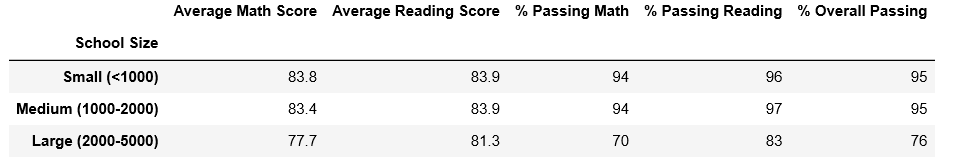 Average Math Score Average Reading Score % Passing Math % Passing Reading % Overall Passing
School Size
Small (<1000) 83.8 83.9 94 96 95
Medium (1000-2000) 83.4 83.9 94 97 95
Large (2000-5000) 77.7 81.3 70 83 76